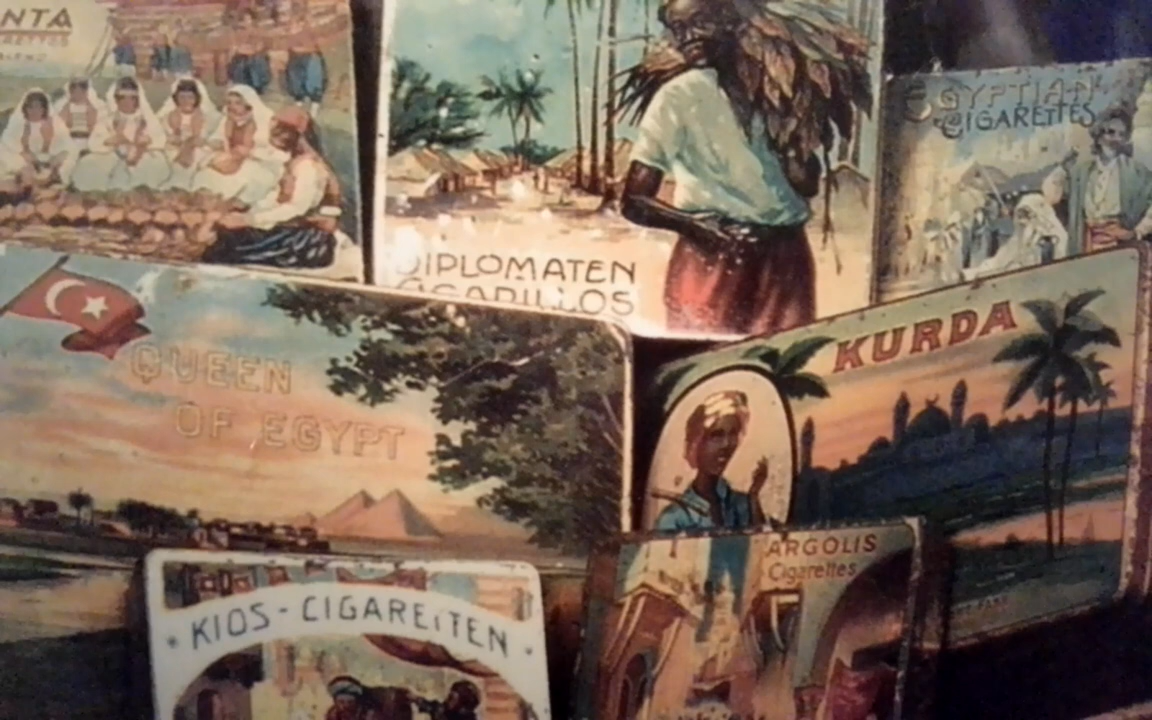 NTA
DIPLOMATEN
CIGARILLOS
EGYPTIAN
CIGARETTES
QUEEN
OF EGYPT
KURDA
ARGOLIS
Cigarettes
KIOS-CIGARETTEN